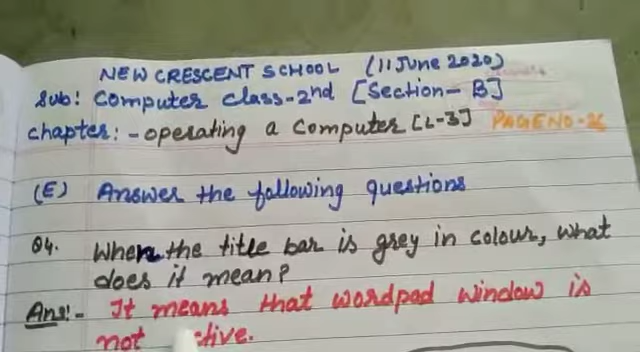 NEW CRESCENT SCHOOL (11 June 2020)
Sub: Computer Class-2nd [Section-B]
Chapter:- operating a Computer [L-3] PAGE NO-
(E) Answer the following questions
Q4. When the title bar is grey in colour, what
does it mean?
Ans:- It means that wordpad window is
not ctive.